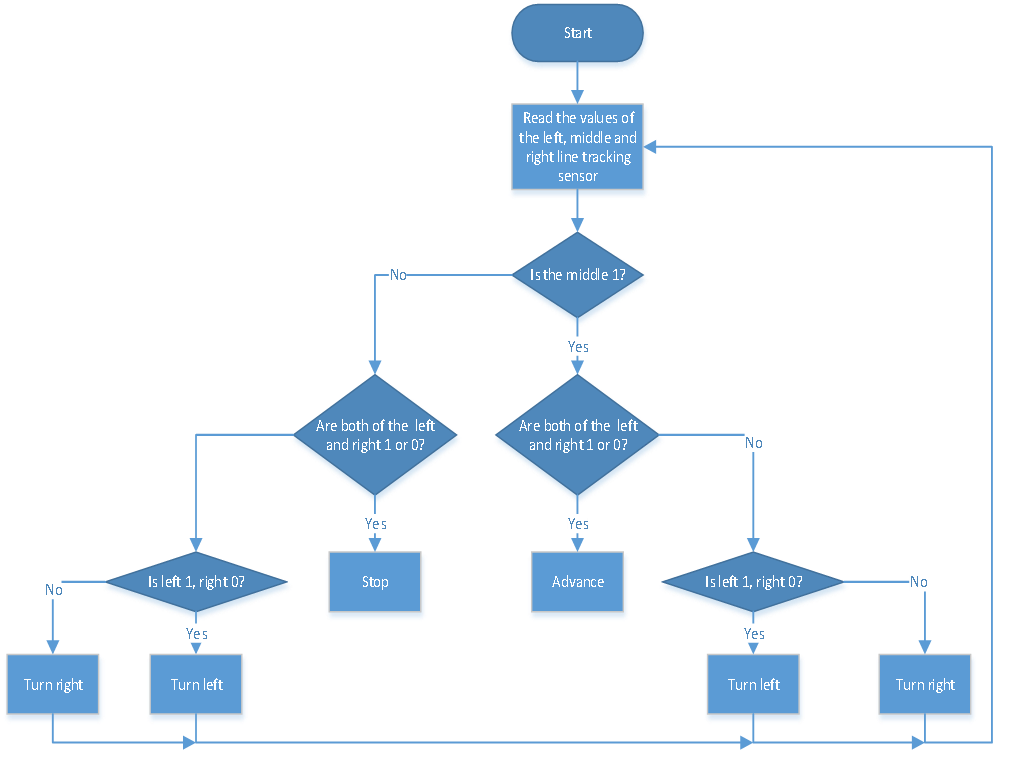 Start
Read the values of
the left, middle and
right line tracking
sensor
Is the middle 1?
No
Yes
Are both of the left
and right 1 or 0?
Are both of the left
and right 1 or 0?
No
Yes
Yes
Is left 1, right 0?
Stop
Advance
Is left 1, right 0?
No
No
Yes
Yes
Turn right
Turn left
Turn left
Turn right